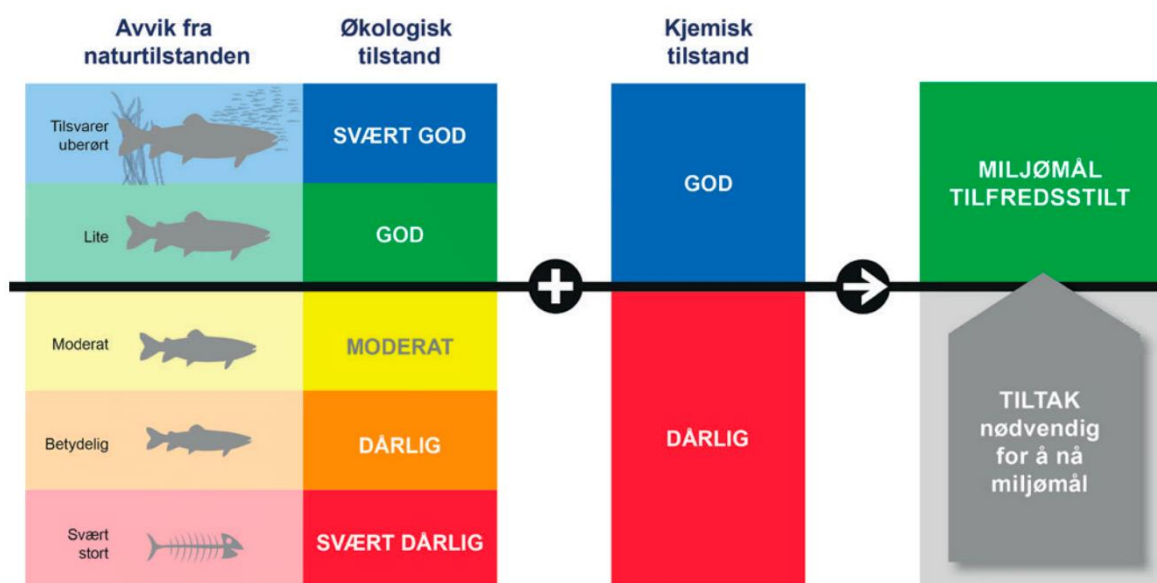 Avvik fra
naturtilstanden
Økologisk
tilstand
Kjemisk
tilstand
Tilsvarer
uberørt
SVÆRT GOD
Lite
GOD
Moderat
MODERAT
Betydelig
DÅRLIG
Svært
stort
SVÆRT DÅRLIG
GOD
DÅRLIG
MILJØMÅL
TILFREDSSTILT
TILTAK
nødvendig
for å nå
miljømål